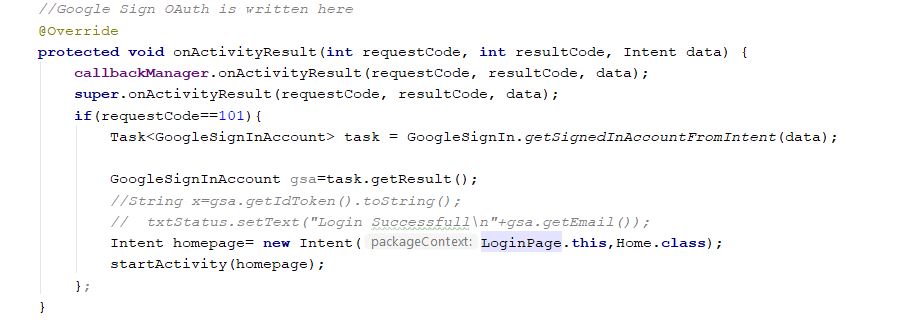 //Google Sign OAuth is written here
@Override
protected void onActivityResult(int requestCode, int resultCode, Intent data) {
callbackManager.onActivityResult(requestCode, resultCode, data);
super.onActivityResult(requestCode, resultCode, data);
if(requestCode==101){
Task<GoogleSignInAccount> task = GoogleSignIn.getSignedInAccountFromIntent(data);
GoogleSignInAccount gsa=task.getResult();
//String x=gsa.getIdToken().toString();
//  txtStatus.setText("Login Successfull\n"+gsa.getEmail());
Intent homepage= new Intent( packageContext: LoginPage.this,Home.class);
startActivity(homepage);
};
}